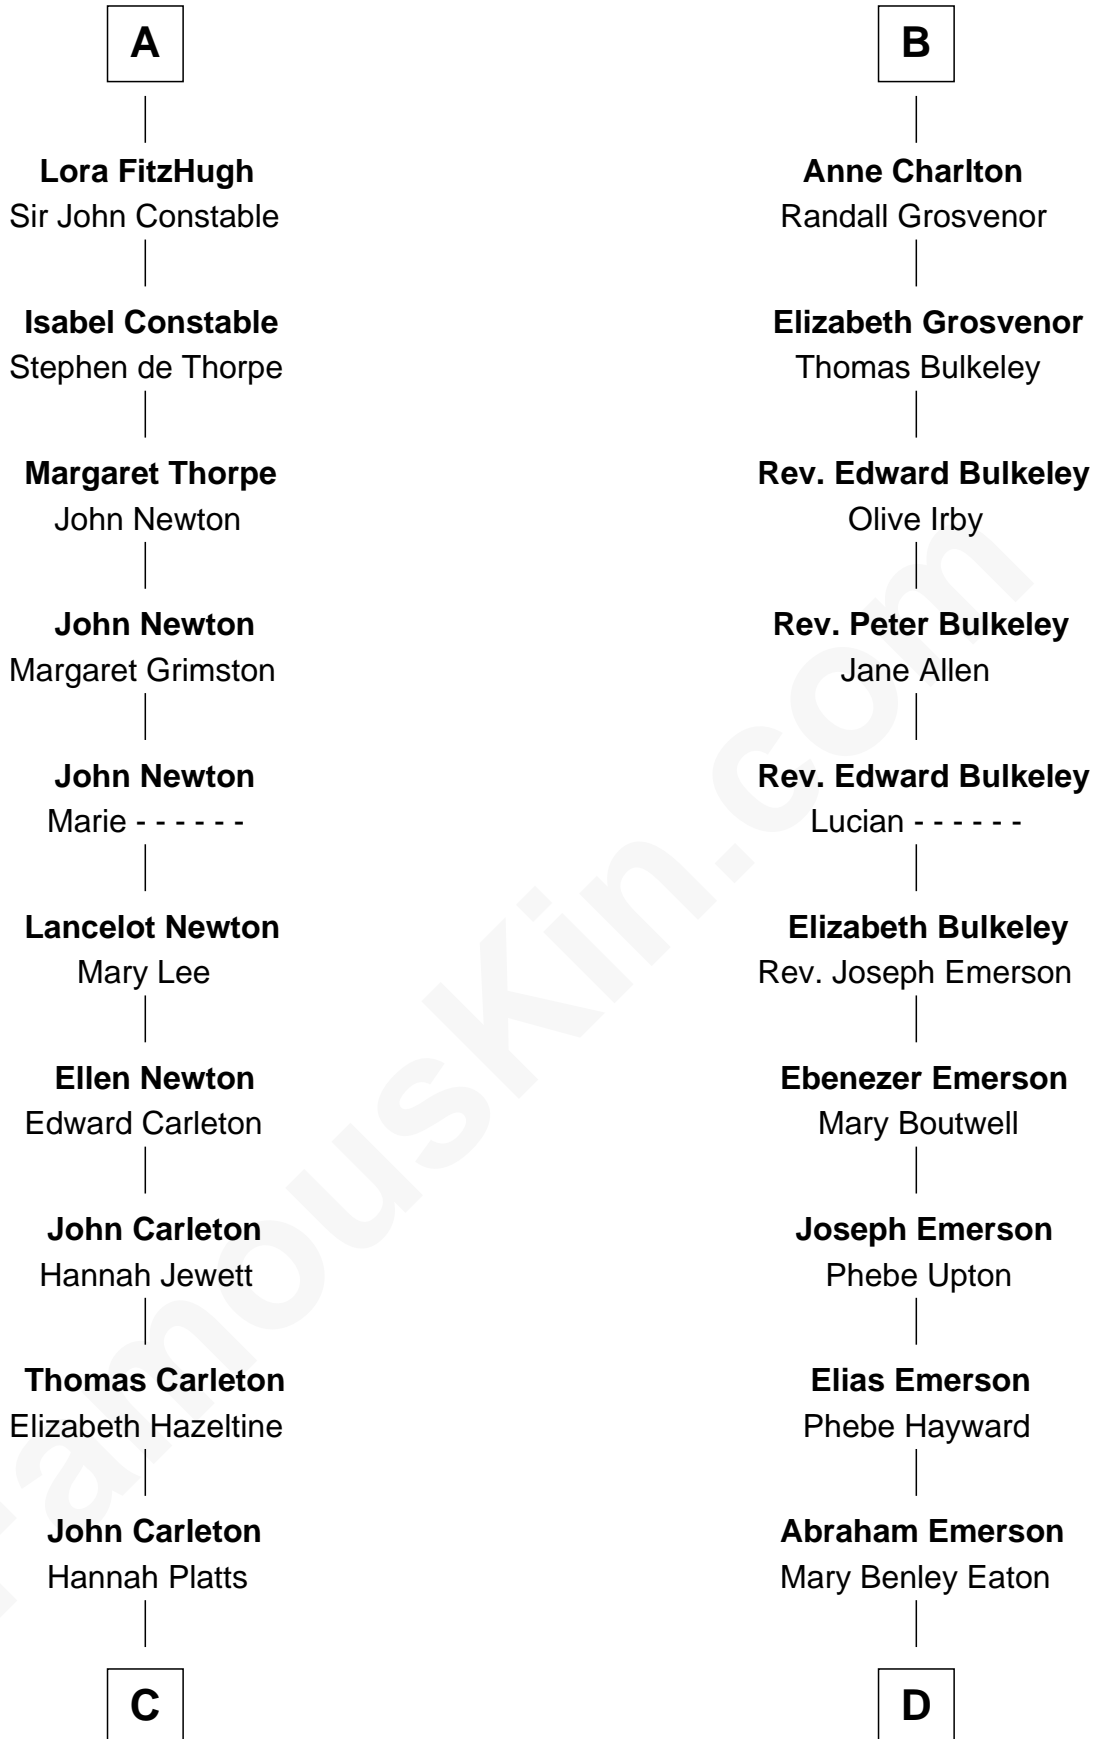 A
Lora FitzHugh
Sir John Constable
Isabel Constable
Stephen de Thorpe
Margaret Thorpe
John Newton
John Newton
Margaret Grimston
John Newton
Marie - - - - - -
Lancelot Newton
Mary Lee
Ellen Newton
Edward Carleton
John Carleton
Hannah Jewett
Thomas Carleton
Elizabeth Hazeltine
John Carleton
Hannah Platts
C
B
Anne Charlton
Randall Grosvenor
Elizabeth Grosvenor
Thomas Bulkeley
Rev. Edward Bulkeley
Olive Irby
Rev. Peter Bulkeley
Jane Allen
Rev. Edward Bulkeley
Lucian - - - - - -
Elizabeth Bulkeley
Rev. Joseph Emerson
Ebenezer Emerson
Mary Boutwell
Joseph Emerson
Phebe Upton
Elias Emerson
Phebe Hayward
Abraham Emerson
Mary Benley Eaton
D
FamousKin.com